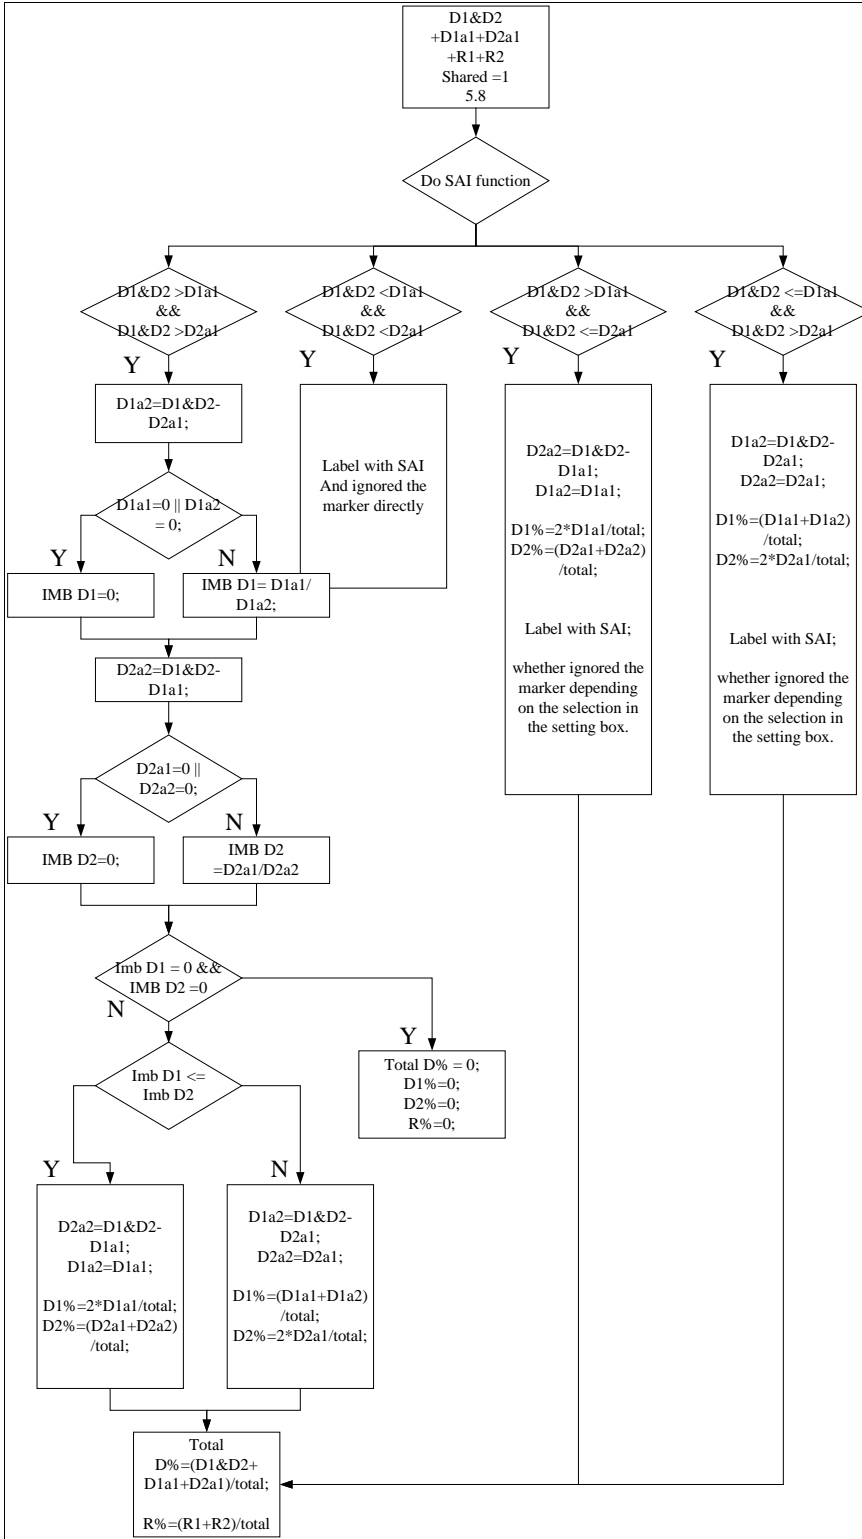 D1&D2
+D1a1+D2a1
+R1+R2
Shared =1
5.8
Do SAI function
D1&D2 >D1a1
&&
D1&D2 >D2a1
D1&D2 <D1a1
&&
D1&D2 <D2a1
D1&D2 >D1a1
&&
D1&D2 <=D2a1
D1&D2 <=D1a1
&&
D1&D2 >D2a1
Y
Y
Y
Y
D1a2=D1&D2-
D2a1;
Label with SAI
And ignored the
marker directly
D2a2=D1&D2-
D1a1;
D1a2=D1a1;
D1%=2*D1a1/total;
D2%=(D2a1+D2a2)
/total;
Label with SAI;
whether ignored the
marker depending
on the selection in
the setting box.
D1a2=D1&D2-
D2a1;
D2a2=D2a1;
D1%=(D1a1+D1a2)
/total;
D2%=2*D2a1/total;
Label with SAI;
whether ignored the
marker depending
on the selection in
the setting box.
D1a1=0 || D1a2
= 0;
Y
N
IMB D1=0;
IMB D1= D1a1/
D1a2;
D2a2=D1&D2-
D1a1;
D2a1=0 ||
D2a2=0;
Y
N
IMB D2=0;
IMB D2
=D2a1/D2a2
Imb D1 = 0 &&
IMB D2 =0
N
Y
Total D% = 0;
D1%=0;
D2%=0;
R%=0;
Imb D1 <=
Imb D2
Y
N
D2a2=D1&D2-
D1a1;
D1a2=D1a1;
D1%=2*D1a1/total;
D2%=(D2a1+D2a2)
/total;
D1a2=D1&D2-
D2a1;
D2a2=D2a1;
D1%=(D1a1+D1a2)
/total;
D2%=2*D2a1/total;
Total
D%=(D1&D2+
D1a1+D2a1)/total;
R%=(R1+R2)/total